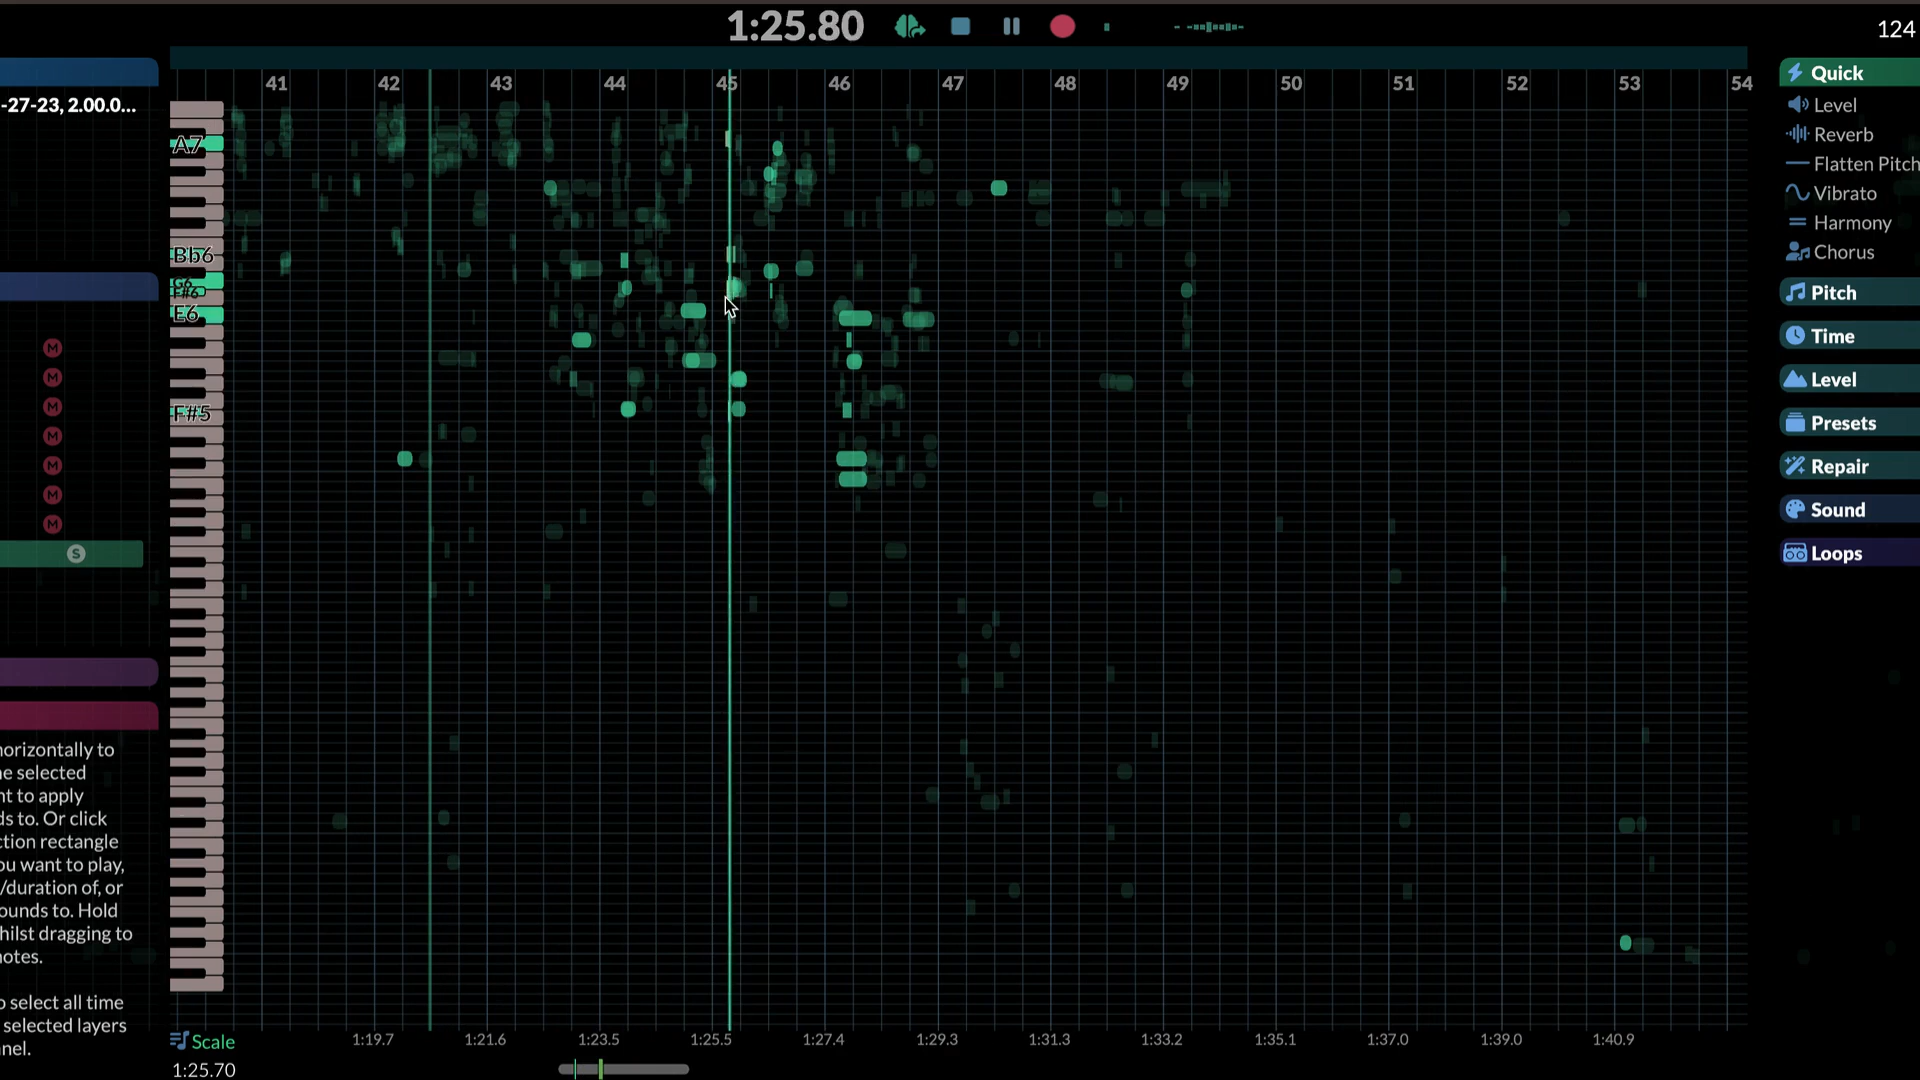 1:25.80
124
41 42 43 44 45 46 47 48 49 50 51 52 53 54
-27-23, 2.00.0...
A7
Bb6
G6
F#6
E6
F#5
M
M
M
M
M
M
M
S
orizontally to
e selected
nt to apply
ds to. Or click
ction rectangle
ou want to play,
/duration of, or
ounds to. Hold
hilst dragging to
notes.
o select all time
selected layers
nel.
Quick
Level
Reverb
Flatten Pitch
Vibrato
Harmony
Chorus
Pitch
Time
Level
Presets
Repair
Sound
Loops
Scale
1:19.7 1:21.6 1:23.5 1:25.5 1:27.4 1:29.3 1:31.3 1:33.2 1:35.1 1:37.0 1:39.0 1:40.9
1:25.70